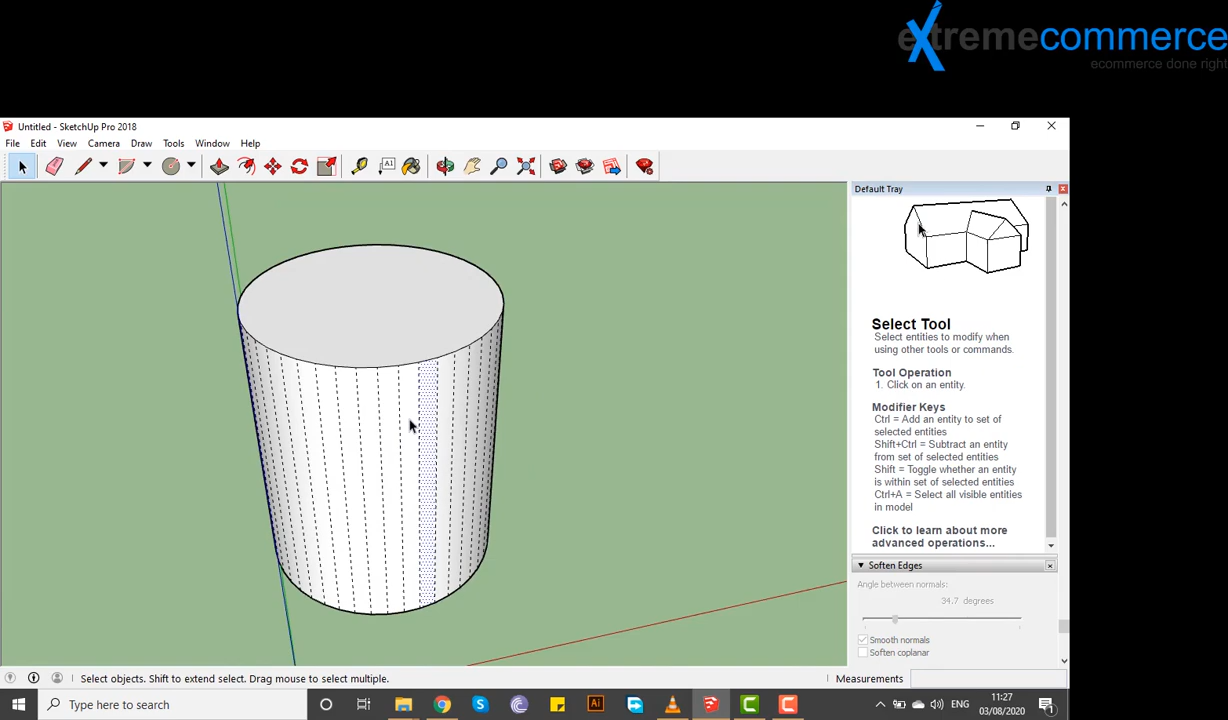 extremecommerce
ecommerce done right
Untitled - SketchUp Pro 2018
File Edit View Camera Draw Tools Window Help
A1
Default Tray
Select Tool
Select entities to modify when
using other tools or commands.
Tool Operation
1. Click on an entity.
Modifier Keys
Ctrl = Add an entity to set of
selected entities
Shift+Ctrl = Subtract an entity
from set of selected entities
Shift = Toggle whether an entity
is within set of selected entities
Ctrl+A = Select all visible entities
in model
Click to learn about more
advanced operations...
Soften Edges
Angle between normals:
34.7 degrees
Smooth normals
Soften coplanar
Select objects. Shift to extend select. Drag mouse to select multiple.
Measurements
Type here to search
Ai
ENG
11:27
03/08/2020
1